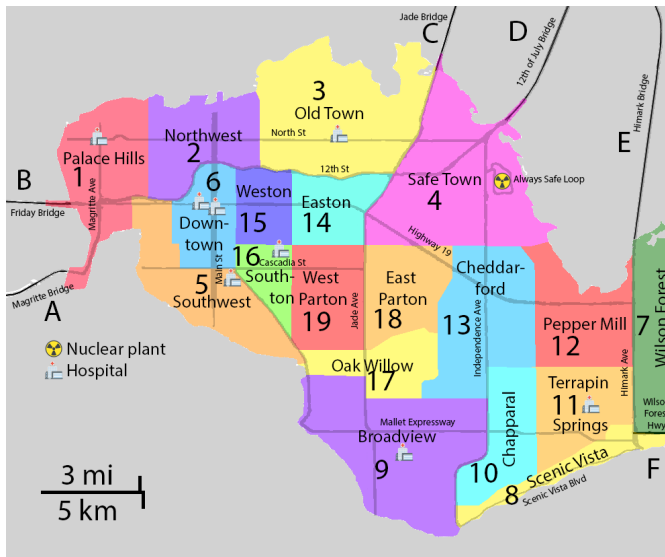 Jade Bridge
C
D
12th of July Bridge
Himark Bridge
E
3
Old Town
North St
Northwest
2
Palace Hills
1
Magritte Ave
12th St
B
Friday Bridge
6
Down-
town
Main St
Weston
15
Easton
14
Safe Town
4
Always Safe Loop
Highway 19
16
Cascadia St
South-
ton
5
Southwest
Magritte Bridge
A
West
Parton
19
Jade Ave
East
Parton
18
Cheddar-
ford
13
Independence Ave
Pepper Mill
12
Himark Ave
7
Wilson Forest
Nuclear plant
Hospital
Oak Willow
17
Terrapin
11
Springs
Wilso
Fores
Hwy
Mallet Expressway
Broadview
9
Chapparal
10
8
Scenic Vista
Scenic Vista Blvd
F
3 mi
5 km